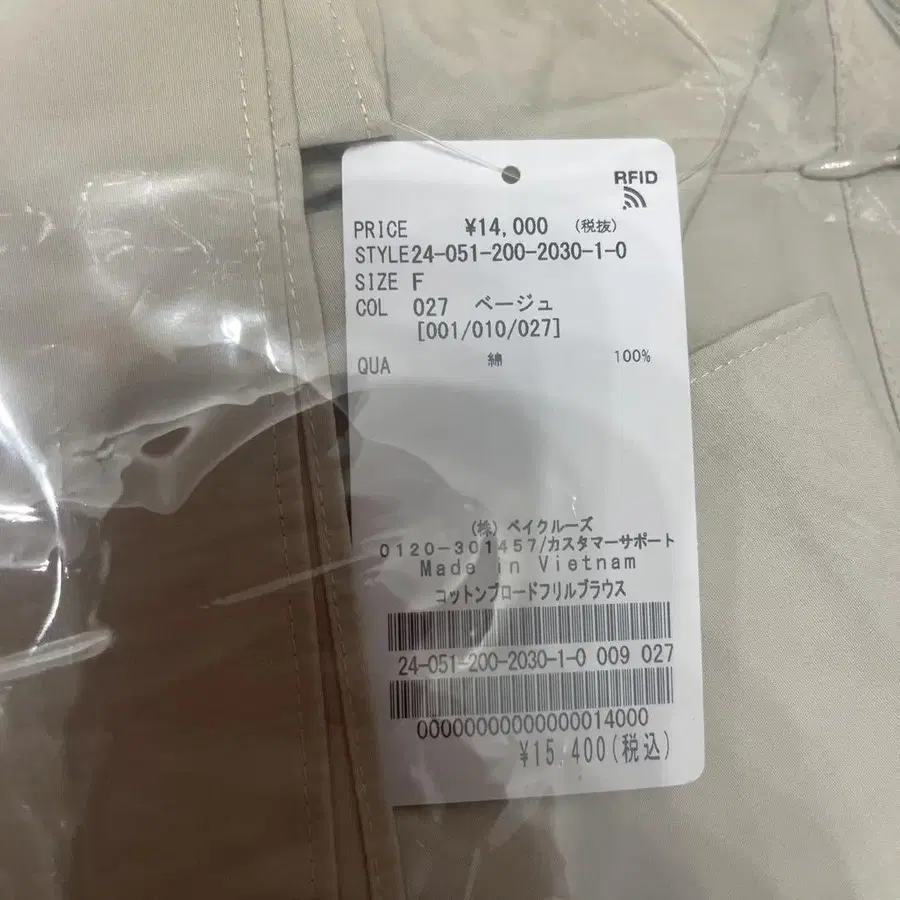 RFID
PRICE ¥14,000 (税抜)
STYLE 24-051-200-2030-1-0
SIZE F
COL 027 ベージュ
[001/010/027]
QUA 綿 100%
(株) ベイクルーズ
0120-301457/カスタマーサポート
Made in Vietnam
コットンブロードフリルブラウス
24-051-200-2030-1-0 009 027
00000000000000014000
¥15,400(税込)